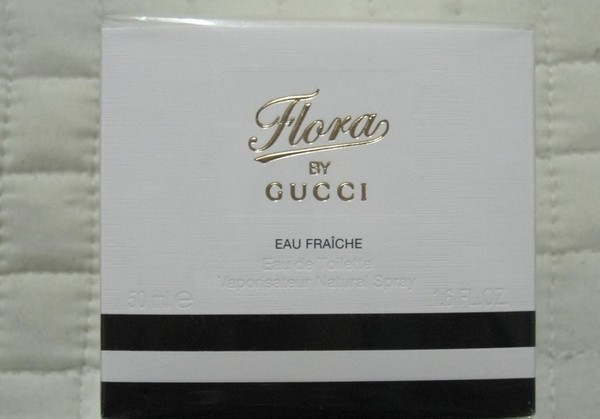 Flora
BY
GUCCI
EAU FRAÎCHE
Eau de Toilette
Vaporisateur Natural Spray
50 ml e 1.6 FL.OZ.